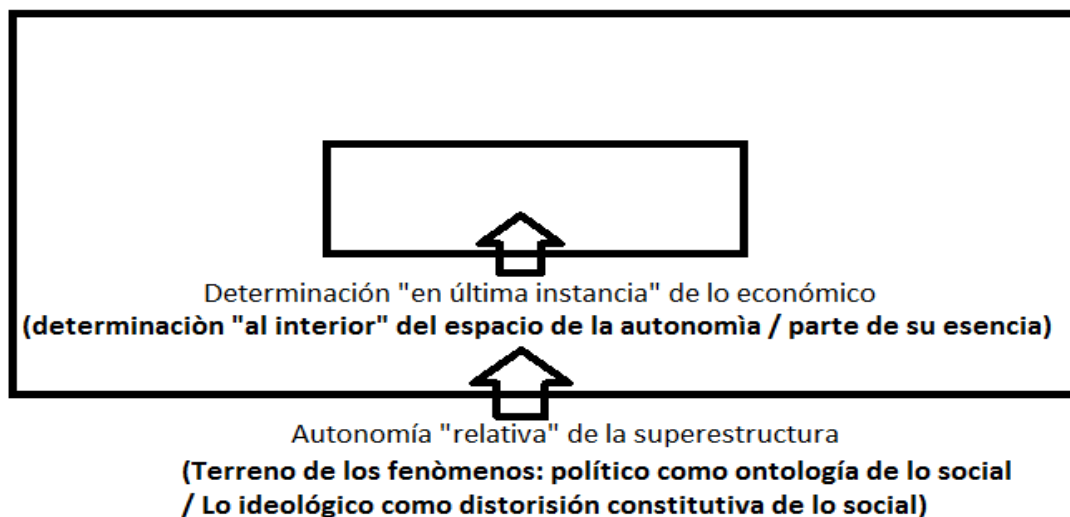 Determinación "en última instancia" de lo económico
(determinaciòn "al interior" del espacio de la autonomìa / parte de su esencia)
Autonomía "relativa" de la superestructura
(Terreno de los fenòmenos: político como ontología de lo social
/ Lo ideológico como distorisión constitutiva de lo social)